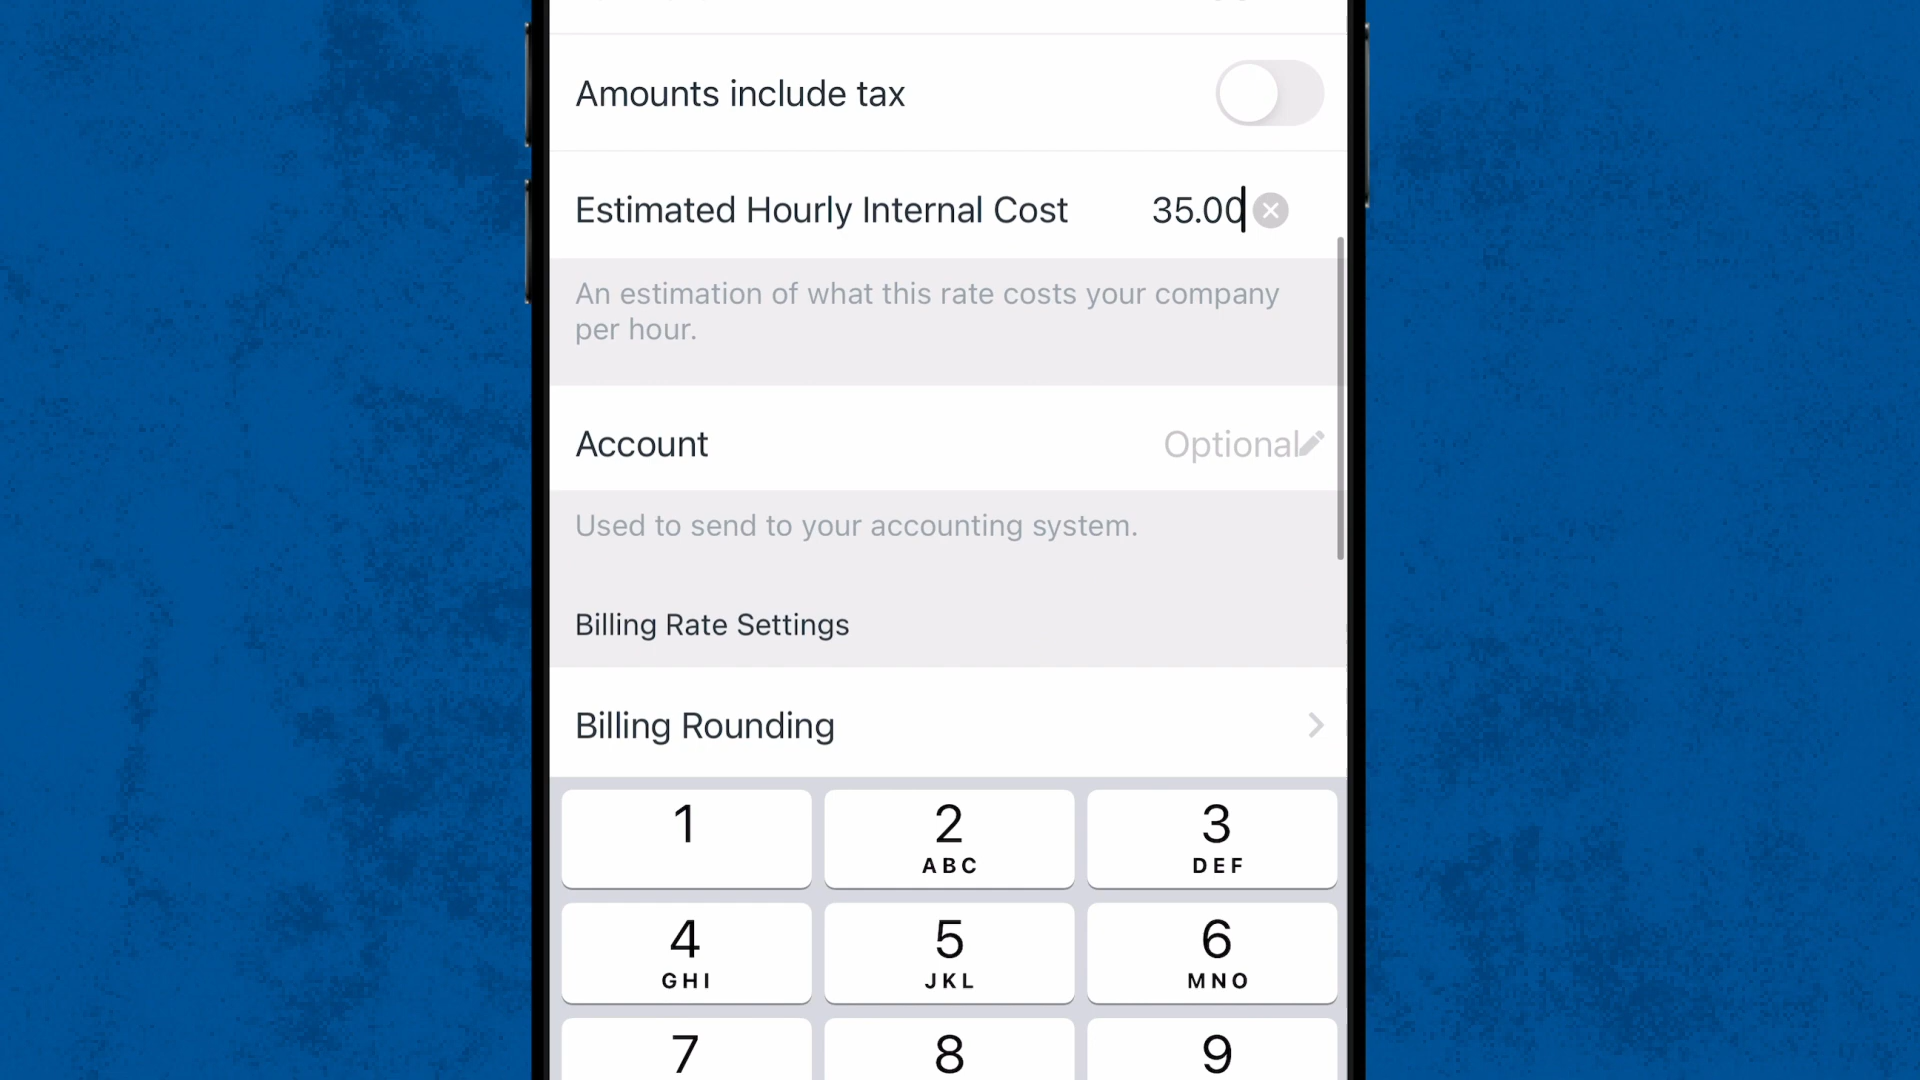 Amounts include tax
Estimated Hourly Internal Cost 35.00
An estimation of what this rate costs your company
per hour.
Account Optional
Used to send to your accounting system.
Billing Rate Settings
Billing Rounding
1 2 3
ABC DEF
4 5 6
GHI JKL MNO
7 8 9